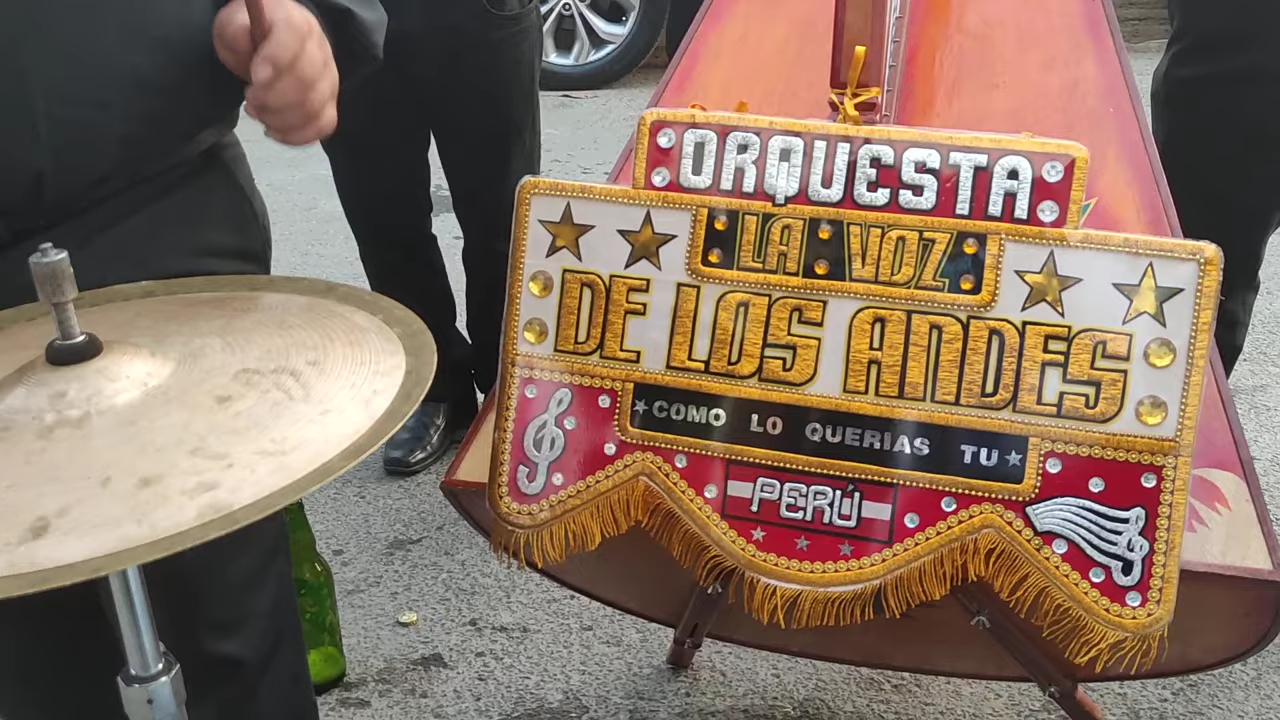 ORQUESTA
LA VOZ
DE LOS ANDES
COMO LO QUERIAS TU
PERÚ